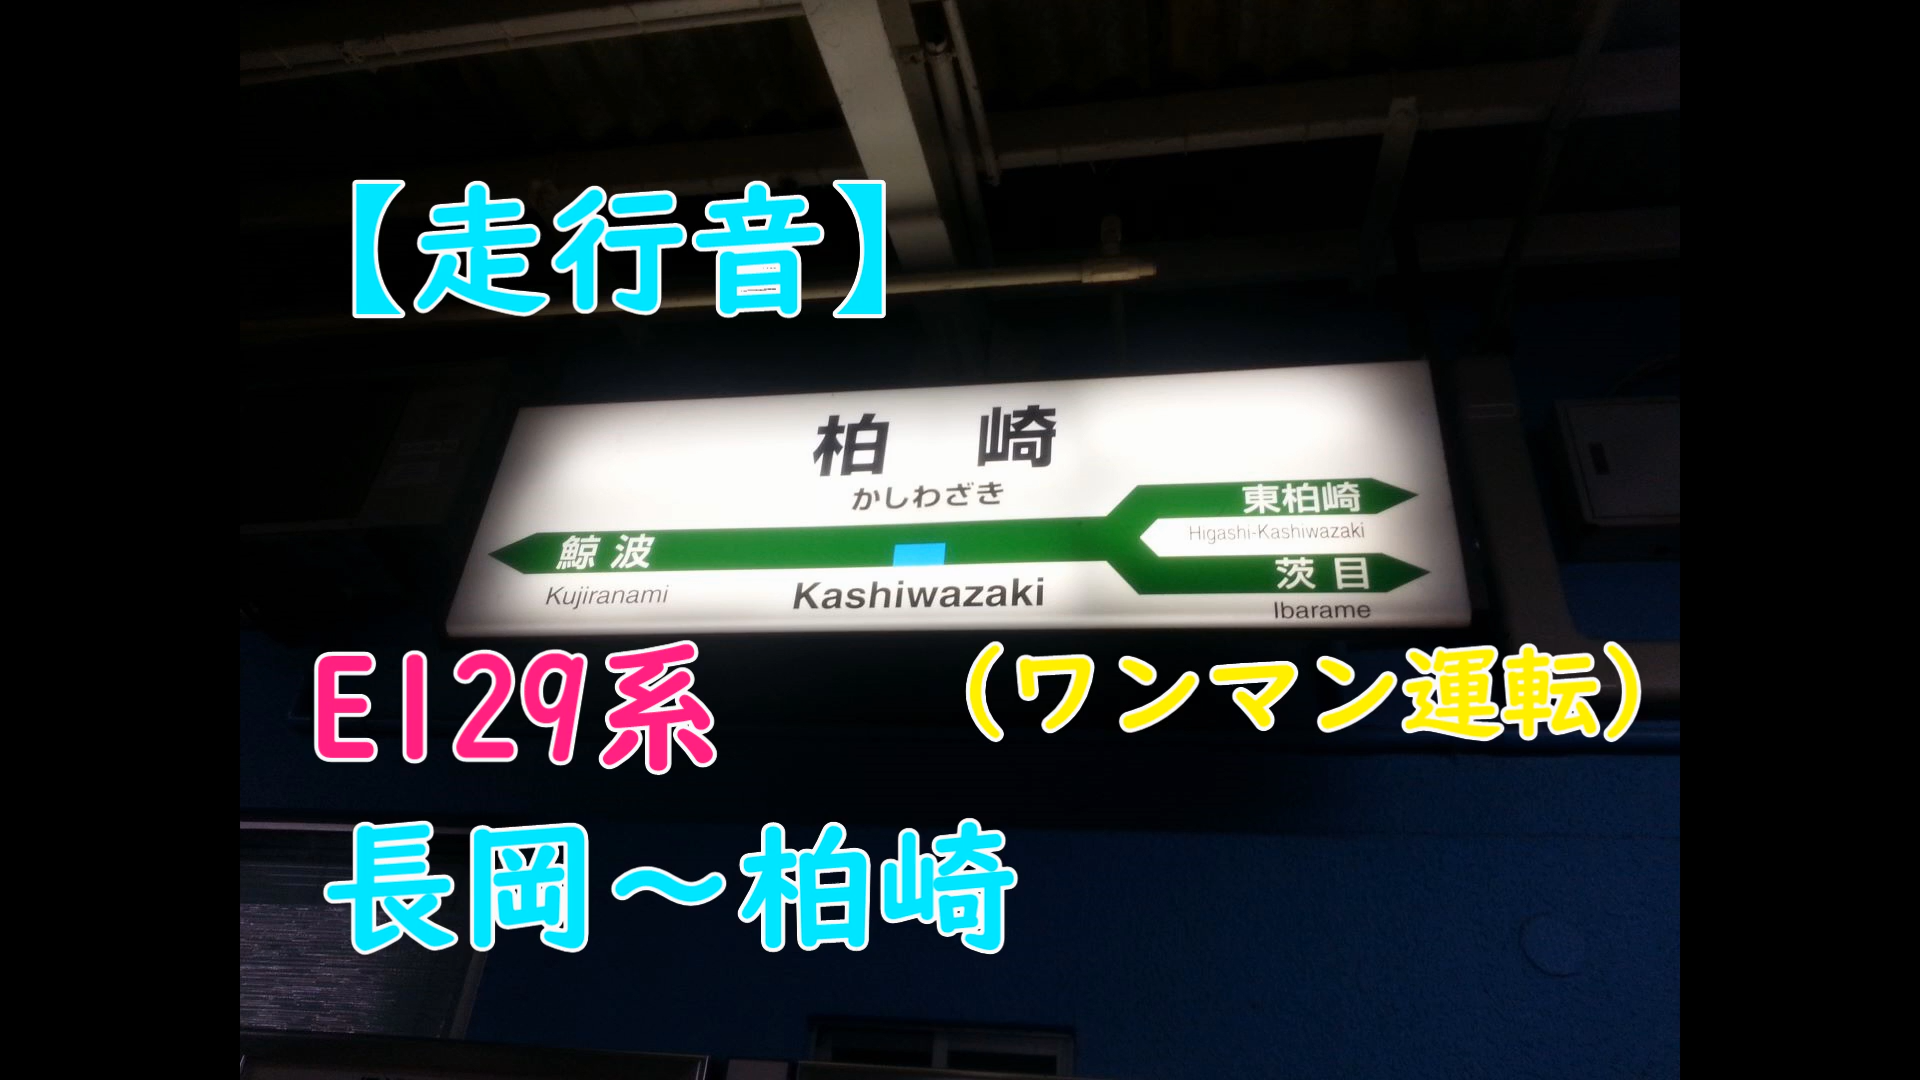 【走行音】
柏崎
かしわざき
東柏崎
Higashi-Kashiwazaki
鯨波
茨目
Kujiranami
Kashiwazaki
Ibarame
E129系
(ワンマン運転)
長岡～柏崎